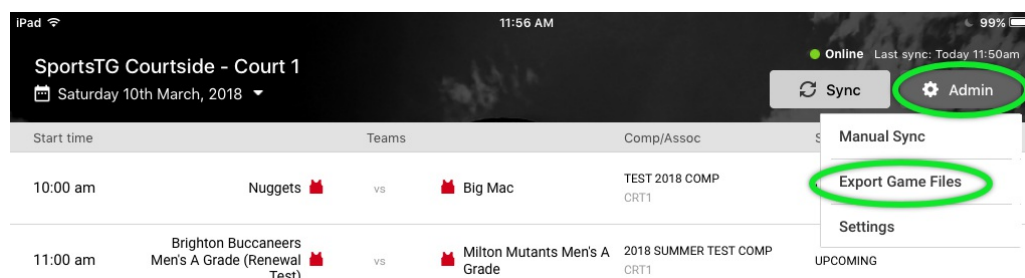 iPad 11:56 AM 99%
SportsTG Courtside - Court 1
Online Last sync: Today 11:50am
Saturday 10th March, 2018
Sync Admin
Start time Teams Comp/Assoc S
Manual Sync
10:00 am Nuggets vs Big Mac TEST 2018 COMP
CRT1
Export Game Files
Settings
11:00 am Brighton Buccaneers
Men's A Grade (Renewal
Test) vs Milton Mutants Men's A
Grade 2018 SUMMER TEST COMP
CRT1 UPCOMING